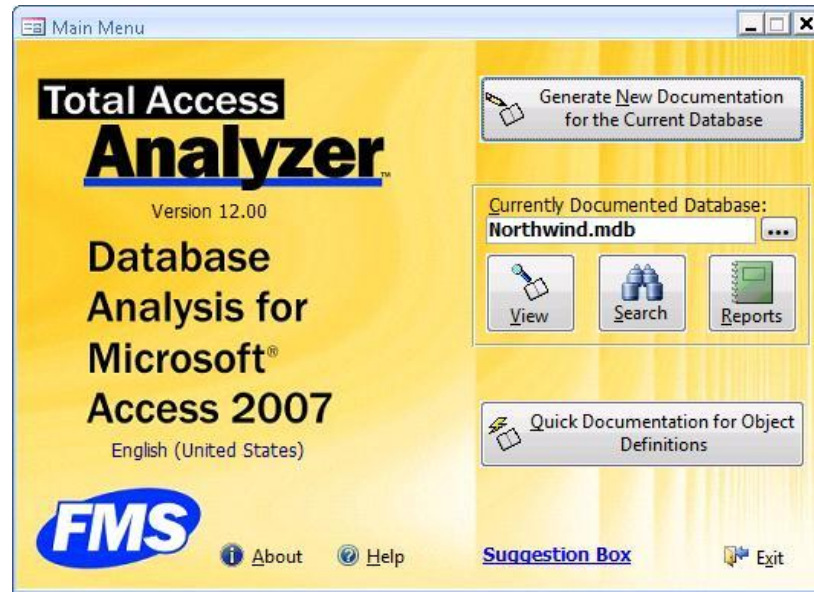 Main Menu
Total Access
Analyzer™
Version 12.00
Database
Analysis for
Microsoft®
Access 2007
English (United States)
FMS
About
Help
Generate New Documentation
for the Current Database
Currently Documented Database:
Northwind.mdb
...
View
Search
Reports
Quick Documentation for Object
Definitions
Suggestion Box
Exit